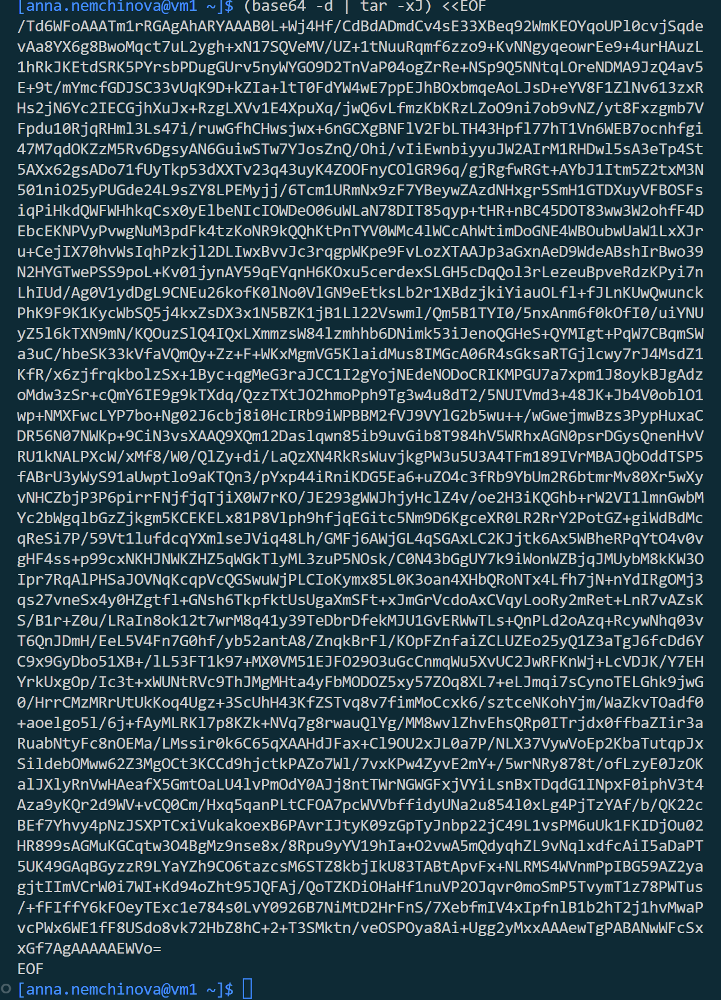 [anna.nemchinova@vm1 ~]$ (base64 -d | tar -xJ) <<EOF
/Td6WFoAAATm1rRGAgAhARYAAAB0L+Wj4Hf/CdBdADmdCv4sE33XBeq92WmKEOYqoUPl0cvjSqde
vAa8YX6g8BwoMqct7uL2ygh+xN17SQVeMV/UZ+1tNuuRqmf6zzo9+KvNNgyqeowrEe9+4urHAuzL
1hRkJKEtdSRK5PYrsbPDugGUrv5nyWYGO9D2TnVaP04ogZrRe+NSp9Q5NNtqLOreNDMA9JzQ4av5
E+9t/mYmcfGDJSC33vUqK9D+kZIa+ltT0FdYW4wE7ppEJhBOxbmqeAoLJsD+eYV8F1ZlNv613zxR
Hs2jN6Yc2IECGjhXuJx+RzgLXVv1E4XpuXq/jwQ6vLfmzKbKRzLZoO9ni7ob9vNZ/yt8Fxzgmb7V
Fpdu10RjqRHml3Ls47i/ruwGfhCHwsjwx+6nGCXgBNFlV2FbLTH43Hpfl77hT1Vn6WEB7ocnhfgi
47M7qdOKZzM5Rv6DgsyAN6GuiwSTw7YJosZnQ/Ohi/vIiEwnbiyyuJW2AIrM1RHDwl5sA3eTp4St
5AXx62gsADo71fUyTkp53dXXTv23q43uyK4ZOOFnyCOlGR96q/gjRgfwRGt+AYbJ1Itm5Z2txM3N
501niO25yPUGde24L9sZY8LPEMyjj/6Tcm1URmNx9zF7YBeywZAzdNHxgr5SmH1GTDXuyVFBOSFs
iqPiHkdQWFWHhkqCsx0yElbeNIcIOWDeO06uWLaN78DIT85qyp+tHR+nBC45DOT83ww3W2ohfF4D
EbcEKNPVyPvwgNuM3pdFk4tzKoNR9kQQhKtPnTYV0WMc4lWCcAhWtimDoGNE4WBOubwUaW1LxXJr
u+CejIX70hvWsIqhPzkjl2DLIwxBvvJc3rqgpWKpe9FvLozXTAAJp3aGxnAeD9WdeABshIrBwo39
N2HYGTwePSS9poL+Kv01jynAY59qEYqnH6KOxu5cerdexSLGH5cDqQol3rLezeuBpveRdzKPyi7n
LhIUd/Ag0V1ydDgL9CNEu26kofK0lNo0VlGN9eEtksLb2r1XBdzjkiYiauOLfl+fJLnKUwQwunck
PhK9F9K1KycWbSQ5j4kxZsDX3x1N5BZK1jB1Ll22Vswml/Qm5B1TYI0/5nxAnm6f0kOfI0/uiYNU
yZ5l6kTXN9mN/KQOuzSlQ4IQxLXmmzsW84lzmhhb6DNimk53iJenoQGHeS+QYMIgt+PqW7CBqmSW
a3uC/hbeSK33kVfaVQmQy+Zz+F+WKxMgmVG5KlaidMus8IMGcA06R4sGksaRTGjlcwy7rJ4MsdZ1
KfR/x6zjfrqkbolzSx+1Byc+qgMeG3raJCC1I2gYojNEdeNODoCRIKMPGU7a7xpm1J8oykBJgAdz
oMdw3zSr+cQmY6IE9g9kTXdq/QzzTXtJO2hmoPph9Tg3w4u8dT2/5NUIVmd3+48JK+Jb4V0oblO1
wp+NMXFwcLYP7bo+Ng02J6cbj8i0HcIRb9iWPBBM2fVJ9VYlG2b5wu++/wGwejmwBzs3PypHuxaC
DR56N07NWKp+9CiN3vsXAAQ9XQm12Daslqwn85ib9uvGib8T984hV5WRhxAGN0psrDGysQnenHvV
RU1kNALPXcW/xMf8/W0/QlZy+di/LaQzXN4RkRsWuvjkgPW3u5U3A4TFm189IVrMBAJQbOddTSP5
fABrU3yWyS91aUwptlo9aKTQn3/pYxp44iRniKDG5Ea6+uZO4c3fRb9YbUm2R6btmrMv80Xr5wXy
vNHCZbjP3P6pirrFNjfjqTjiX0W7rKO/JE293gWWJhjyHclZ4v/oe2H3iKQGhb+rW2VI1lmnGwbM
Yc2bWgqlbGzZjkgm5KCEKELx81P8Vlph9hfjqEGitc5Nm9D6KgceXR0LR2RrY2PotGZ+giWdBdMc
qReSi7P/59Vt1lufdcqYXmlseJViq48Lh/GMFj6AWjGL4qSGAxLC2KJjtk6Ax5WBheRPqYtO4v0v
gHF4ss+p99cxNKHJNWKZHZ5qWGkTlyML3zuP5NOsk/C0N43bGgUY7k9iWonWZBjqJMUybM8kKW3O
Ipr7RqAlPHSaJOVNqKcqpVcQGSwuWjPLCIoKymx85L0K3oan4XHbQRoNTx4Lfh7jN+nYdIRgOMj3
qs27vneSx4y0HZgtfl+GNsh6TkpfktUsUgaXmSFt+xJmGrVcdoAxCVqyLooRy2mRet+LnR7vAZsK
S/B1r+Z0u/LRaIn8ok12t7wrM8q41y39TeDbrDfekMJU1GvERWwTLs+QnPLd2oAzq+RcywNhq03v
T6QnJDmH/EeL5V4Fn7G0hf/yb52antA8/ZnqkBrFl/KOpFZnfaiZCLUZEo25yQ1Z3aTgJ6fcDd6Y
C9x9GyDbo51XB+/lL53FT1k97+MX0VM51EJFO29O3uGcCnmqWu5XvUC2JwRFKnWj+LcVDJK/Y7EH
YrkUxgOp/Ic3t+xWUNtRVc9ThJMgMHta4yFbMODOZ5xy57ZOq8XL7+eLJmqi7sCynoTELGhk9jwG
0/HrrCMzMRrUtUkKoq4Ugz+3ScUhH43KfZSTvq8v7fimMoCcxk6/sztceNKohYjm/WaZkvTOadf0
+aoelgo5l/6j+fAyMLRKl7p8KZk+NVq7g8rwauQlYg/MM8wvlZhvEhsQRp0ITrjdx0ffbaZIir3a
RuabNtyFc8nOEMa/LMssir0k6C65qXAAHdJFax+Cl9OU2xJL0a7P/NLX37VywVoEp2KbaTutqpJx
SildebOMww62Z3MgOCt3KCCd9hjctkPAZo7Wl/7vxKPw4ZyvE2mY+/5wrNRy878t/ofLzyE0JzOK
alJXlyRnVwHAeafX5GmtOaLU4lvPmOdY0AJj8ntTWrNGWGFxjVYiLsnBxTDqdG1INpxF0iphV3t4
Aza9yKQr2d9WV+vCQ0Cm/Hxq5qanPLtCFOA7pcWVVbffidyUNa2u854l0xLg4PjTzYAf/b/QK22c
BEf7Yhvy4pNzJSXPTCxiVukakoexB6PAvrIJtyK09zGpTyJnbp22jC49L1vsPM6uUk1FKIDjOu02
HR899sAGMuKGCqtw3O4BgMz9nse8x/8Rpu9yYV19hIa+O2vwA5mQdyqhZL9vNqlxdfcAiI5aDaPT
5UK49GAqBGyzzR9LYaYZh9CO6tazcsM6STZ8kbjIkU83TABtApvFx+NLRMS4WVnmPpIBG59AZ2ya
gjtIImVCrW0i7WI+Kd94oZht95JQFAj/QoTZKDiOHaHf1nuVP2OJqvr0moSmP5TvymT1z78PWTus
/+fFIffY6kFOeyTExc1e784s0LvY0926B7NiMtD2HrFnS/7XebfmIV4xIpfnlB1b2hT2j1hvMwaP
vcPWx6WE1fF8USdo8vk72HbZ8hC+2+T3SMktn/veOSPOya8Ai+Ugg2yMxxAAAewTgPABANwWFcSx
xGf7AgAAAAAEWVo=
EOF
[anna.nemchinova@vm1 ~]$